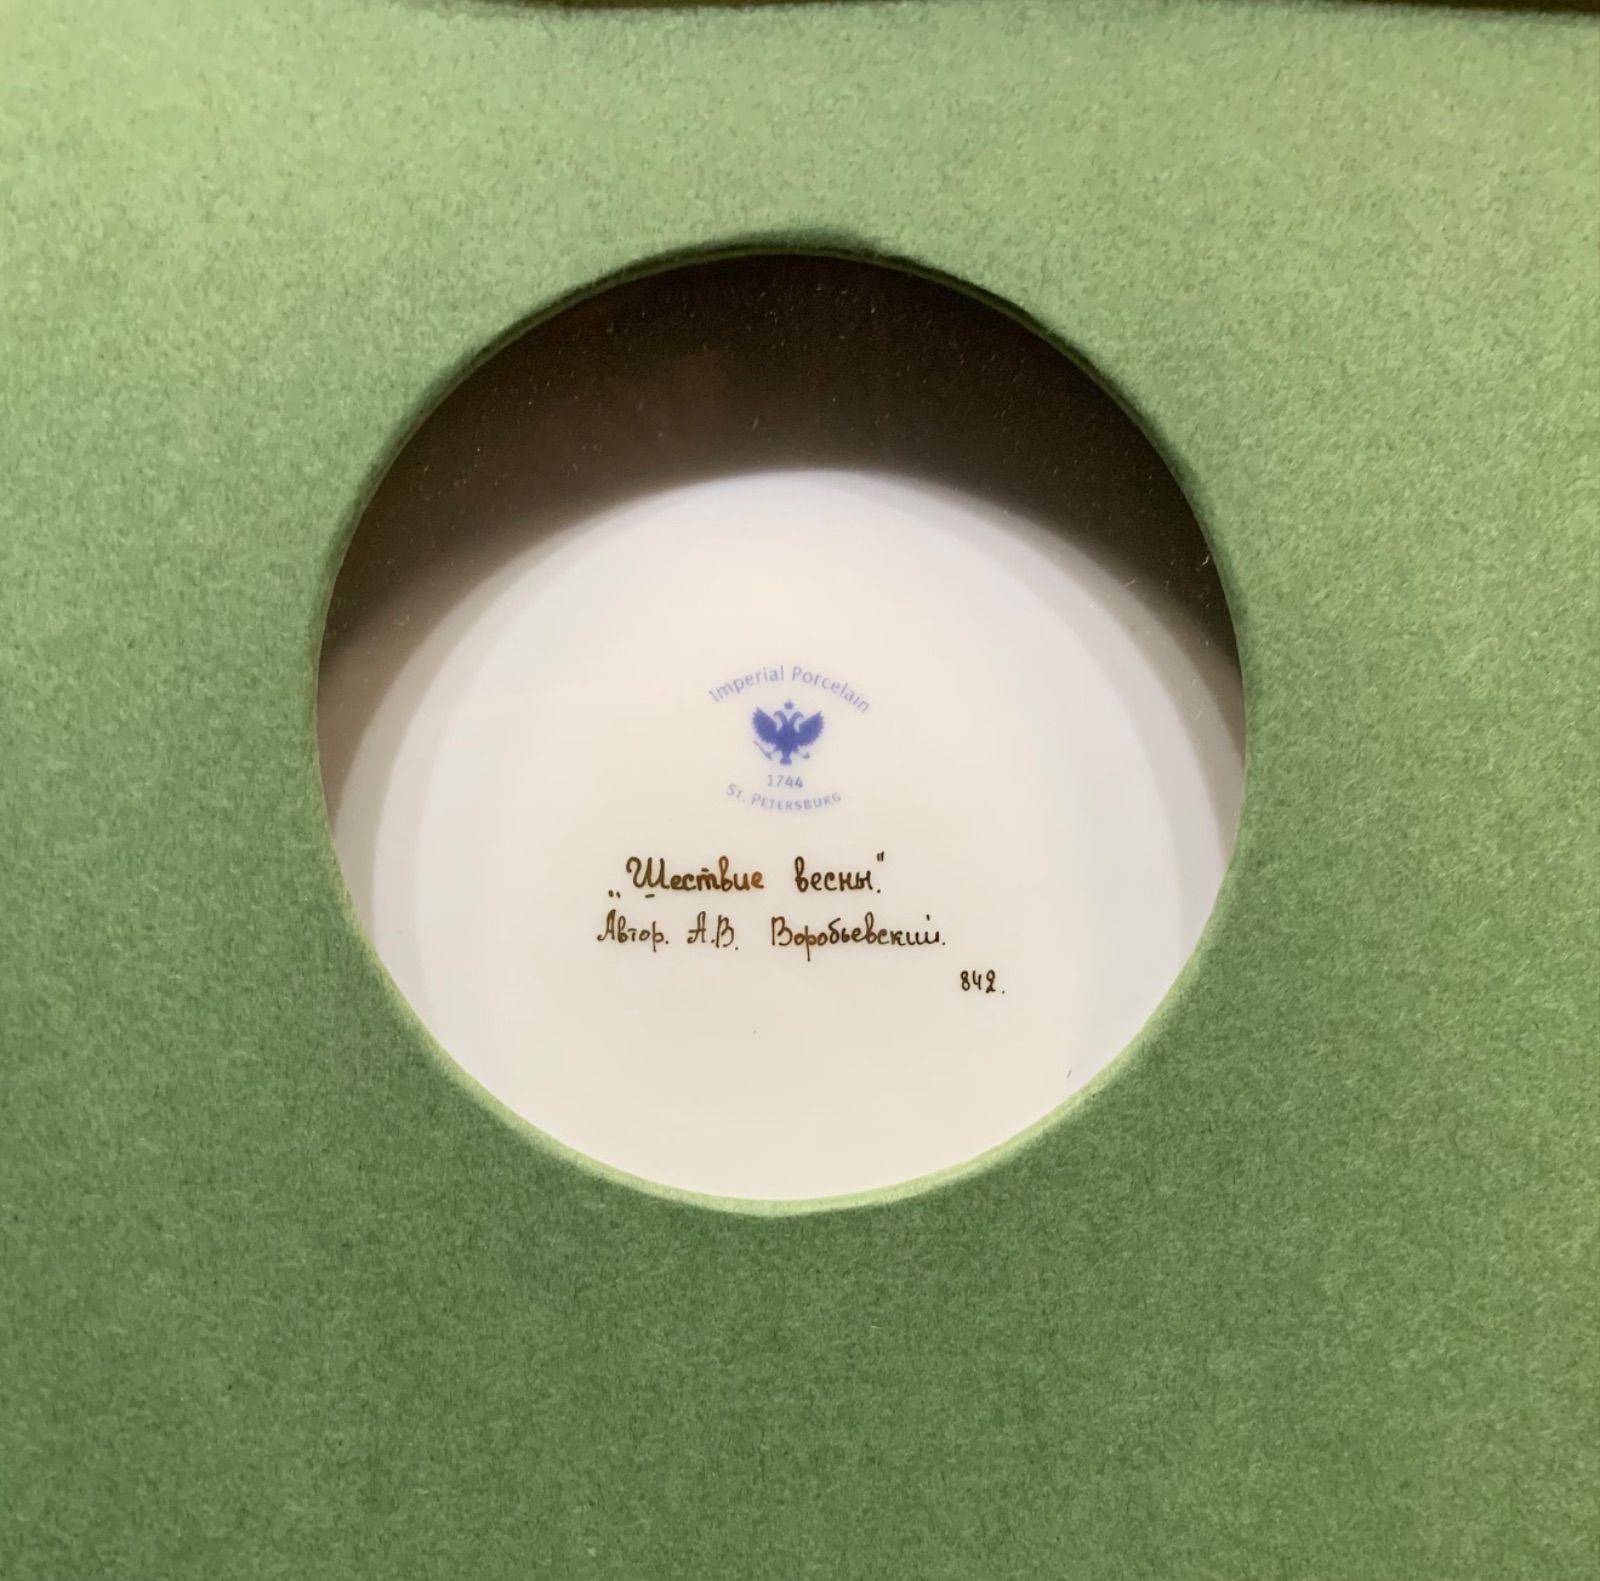 Imperial Porcelain
1744
St. Petersburg
„Шествие весны."
Автор. А.В. Воробьевский.
842.